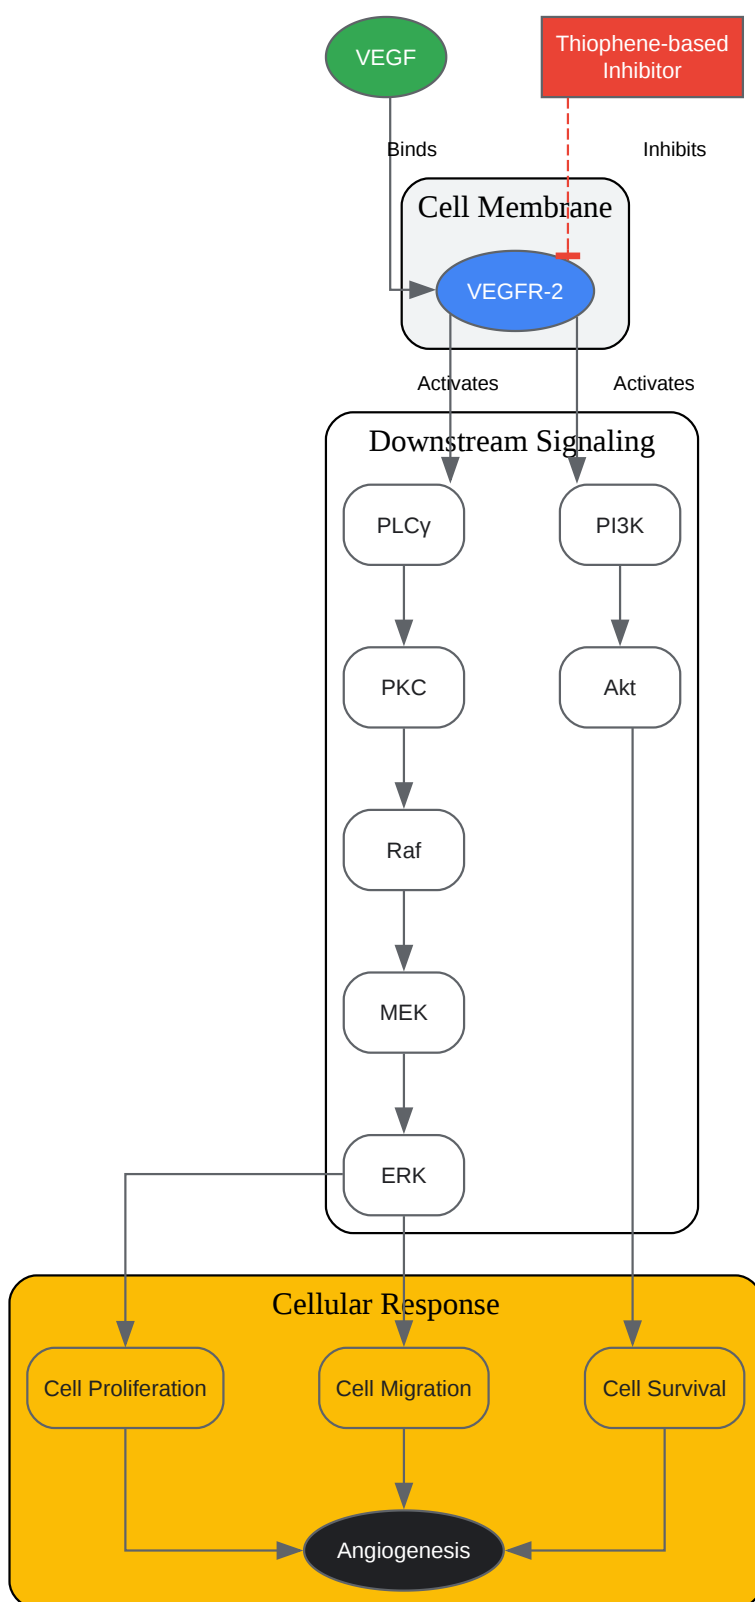 VEGF
Thiophene-based
Inhibitor
Binds
Inhibits
Cell Membrane
VEGFR-2
Activates
Activates
Downstream Signaling
PLCγ
PI3K
PKC
Akt
Raf
MEK
ERK
Cellular Response
Cell Proliferation
Cell Migration
Cell Survival
Angiogenesis